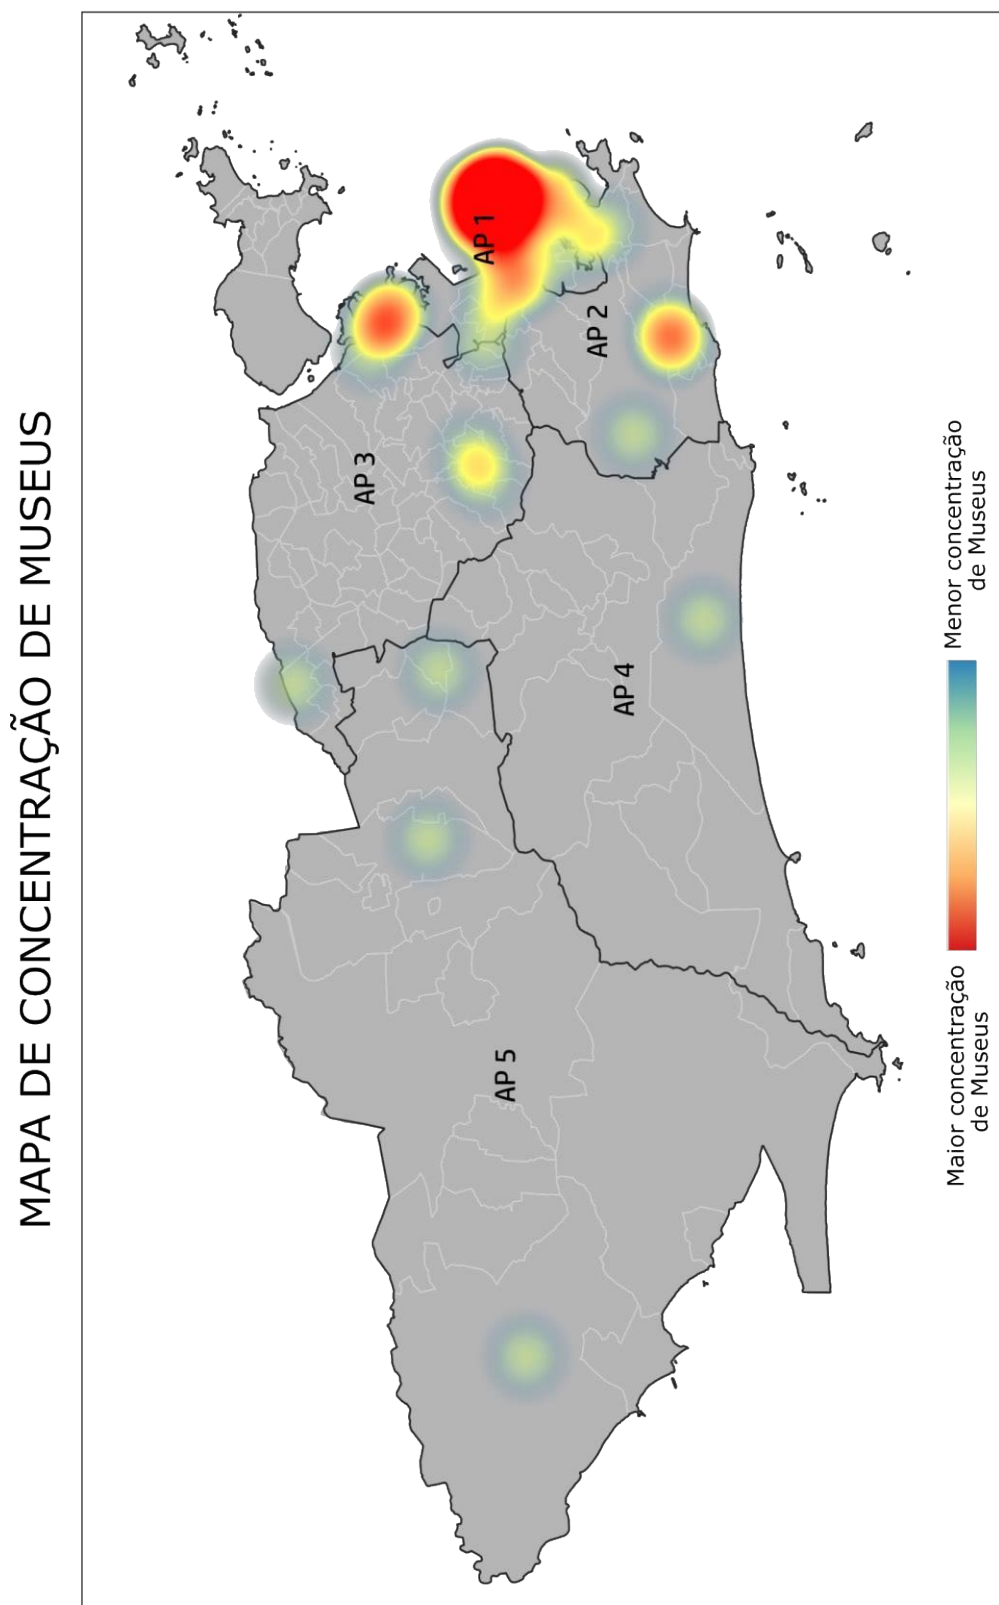 MAPA DE CONCENTRAÇÃO DE MUSEUS
AP 3
AP 1
AP 5
AP 4
AP 2
Maior concentração
de Museus
Menor concentração
de Museus